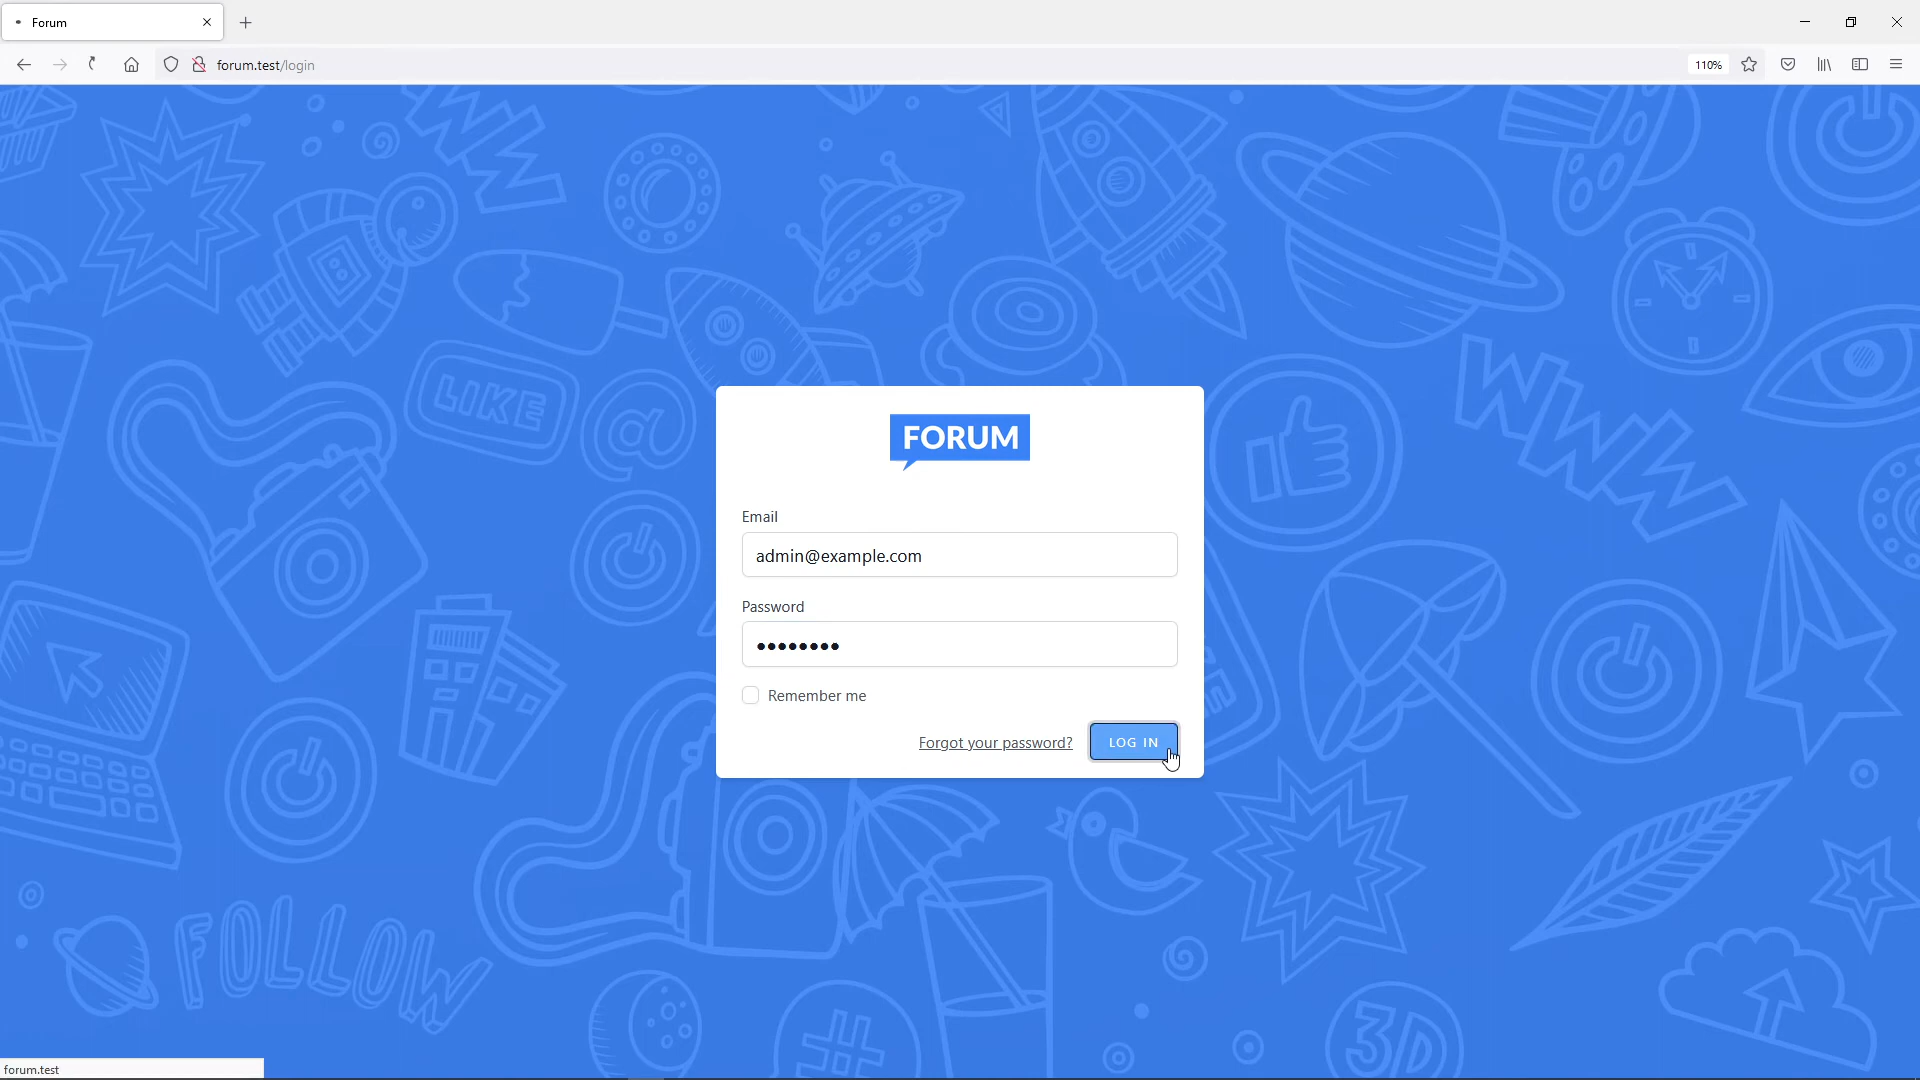 Forum
forum.test/login
110%
WWW
LIKE
@
WWW
FORUM
Email
admin@example.com
Password
••••••••
Remember me
Forgot your password?
LOG IN
FOLLOW
#
3D
forum.test